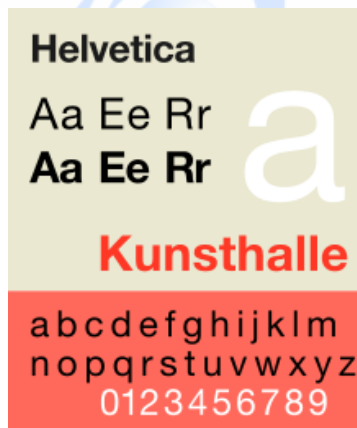 Helvetica
Aa Ee Rr
Aa Ee Rr
a
Kunsthalle
abcdefghijklm
nopqrstuvwxyz
0123456789